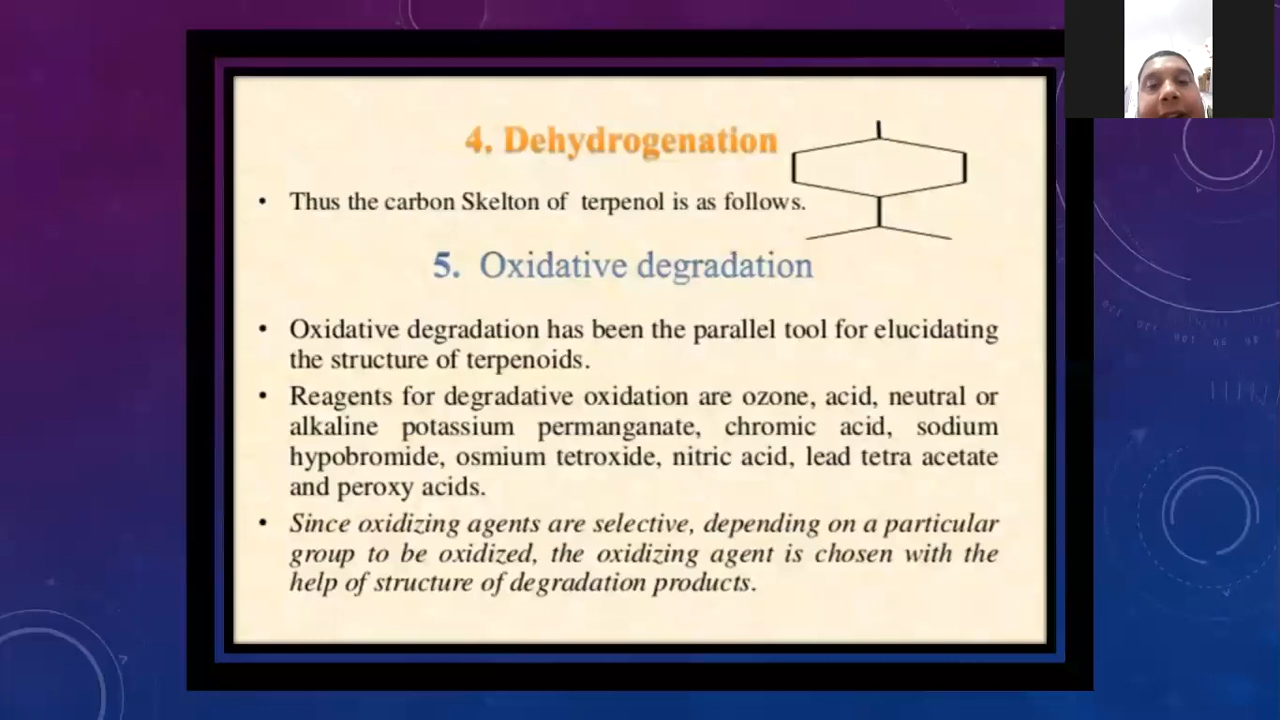 4. Dehydrogenation
• Thus the carbon Skelton of terpenol is as follows.
5. Oxidative degradation
• Oxidative degradation has been the parallel tool for elucidating
the structure of terpenoids.
• Reagents for degradative oxidation are ozone, acid, neutral or
alkaline potassium permanganate, chromic acid, sodium
hypobromide, osmium tetroxide, nitric acid, lead tetra acetate
and peroxy acids.
• Since oxidizing agents are selective, depending on a particular
group to be oxidized, the oxidizing agent is chosen with the
help of structure of degradation products.